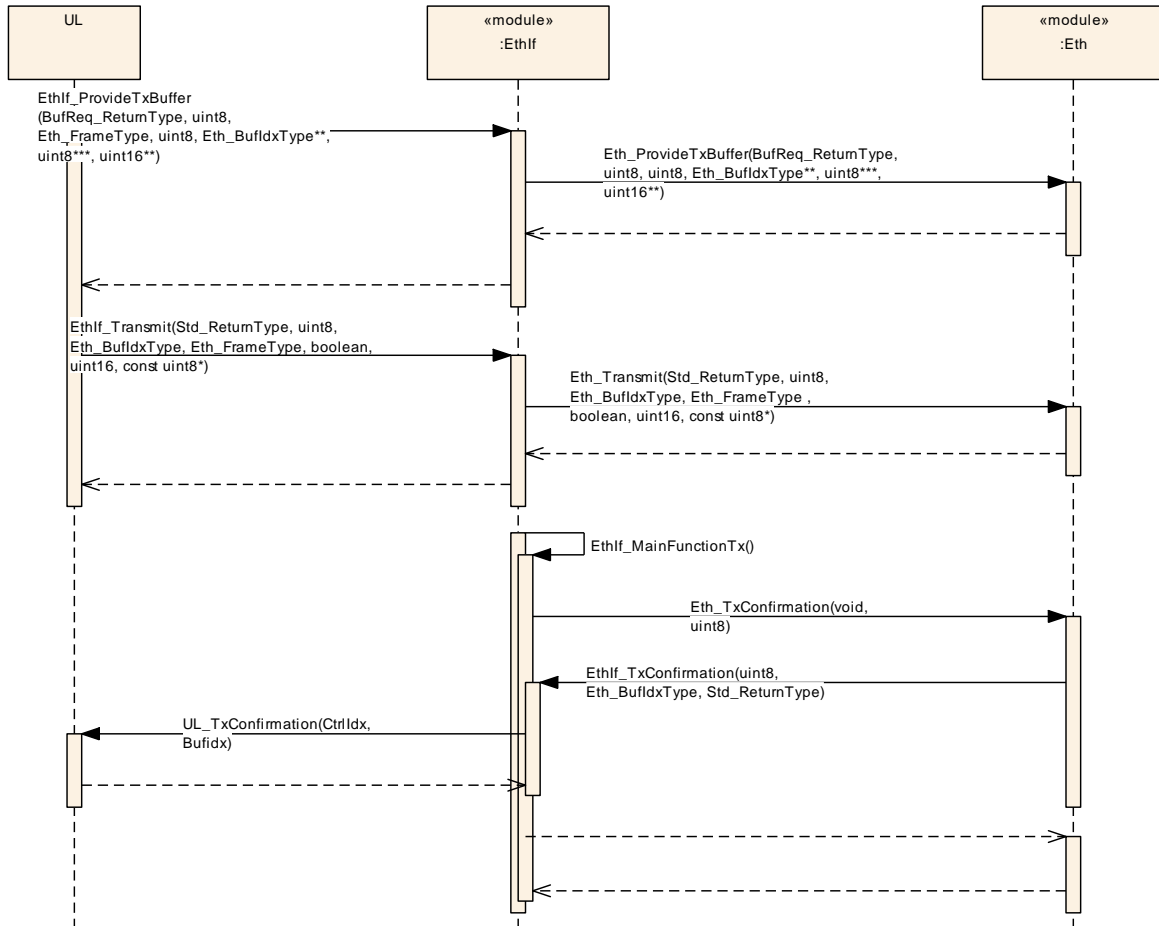 UL
«module»
:EthIf
«module»
:Eth
EthIf_ProvideTxBuffer
(BufReq_ReturnType, uint8,
Eth_FrameType, uint8, Eth_BufIdxType**,
uint8***, uint16**)
Eth_ProvideTxBuffer(BufReq_ReturnType,
uint8, uint8, Eth_BufIdxType**, uint8***,
uint16**)
EthIf_Transmit(Std_ReturnType, uint8,
Eth_BufIdxType, Eth_FrameType, boolean,
uint16, const uint8*)
Eth_Transmit(Std_ReturnType, uint8,
Eth_BufIdxType, Eth_FrameType ,
boolean, uint16, const uint8*)
EthIf_MainFunctionTx()
Eth_TxConfirmation(void,
uint8)
EthIf_TxConfirmation(uint8,
Eth_BufIdxType, Std_ReturnType)
UL_TxConfirmation(CtrlIdx,
Bufidx)